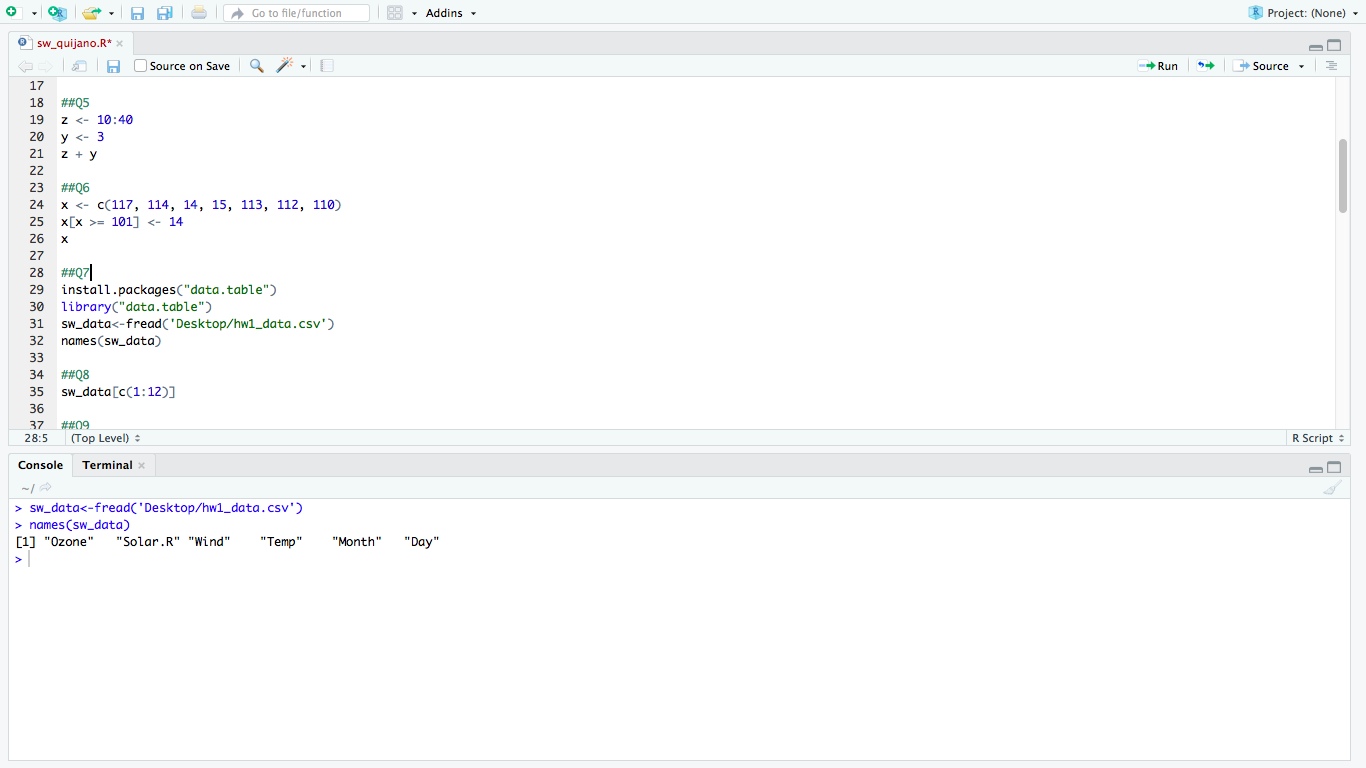 Go to file/function
Addins
Project: (None)
sw_quijano.R*
Source on Save
Run
Source
17
18 ##Q5
19 z <- 10:40
20 y <- 3
21 z + y
22
23 ##Q6
24 x <- c(117, 114, 14, 15, 113, 112, 110)
25 x[x >= 101] <- 14
26 x
27
28 ##Q7
29 install.packages("data.table")
30 library("data.table")
31 sw_data<-fread('Desktop/hw1_data.csv')
32 names(sw_data)
33
34 ##Q8
35 sw_data[c(1:12)]
36
37 ##Q9
28:5 (Top Level) R Script
Console Terminal
~/
> sw_data<-fread('Desktop/hw1_data.csv')
> names(sw_data)
[1] "Ozone" "Solar.R" "Wind" "Temp" "Month" "Day"
>